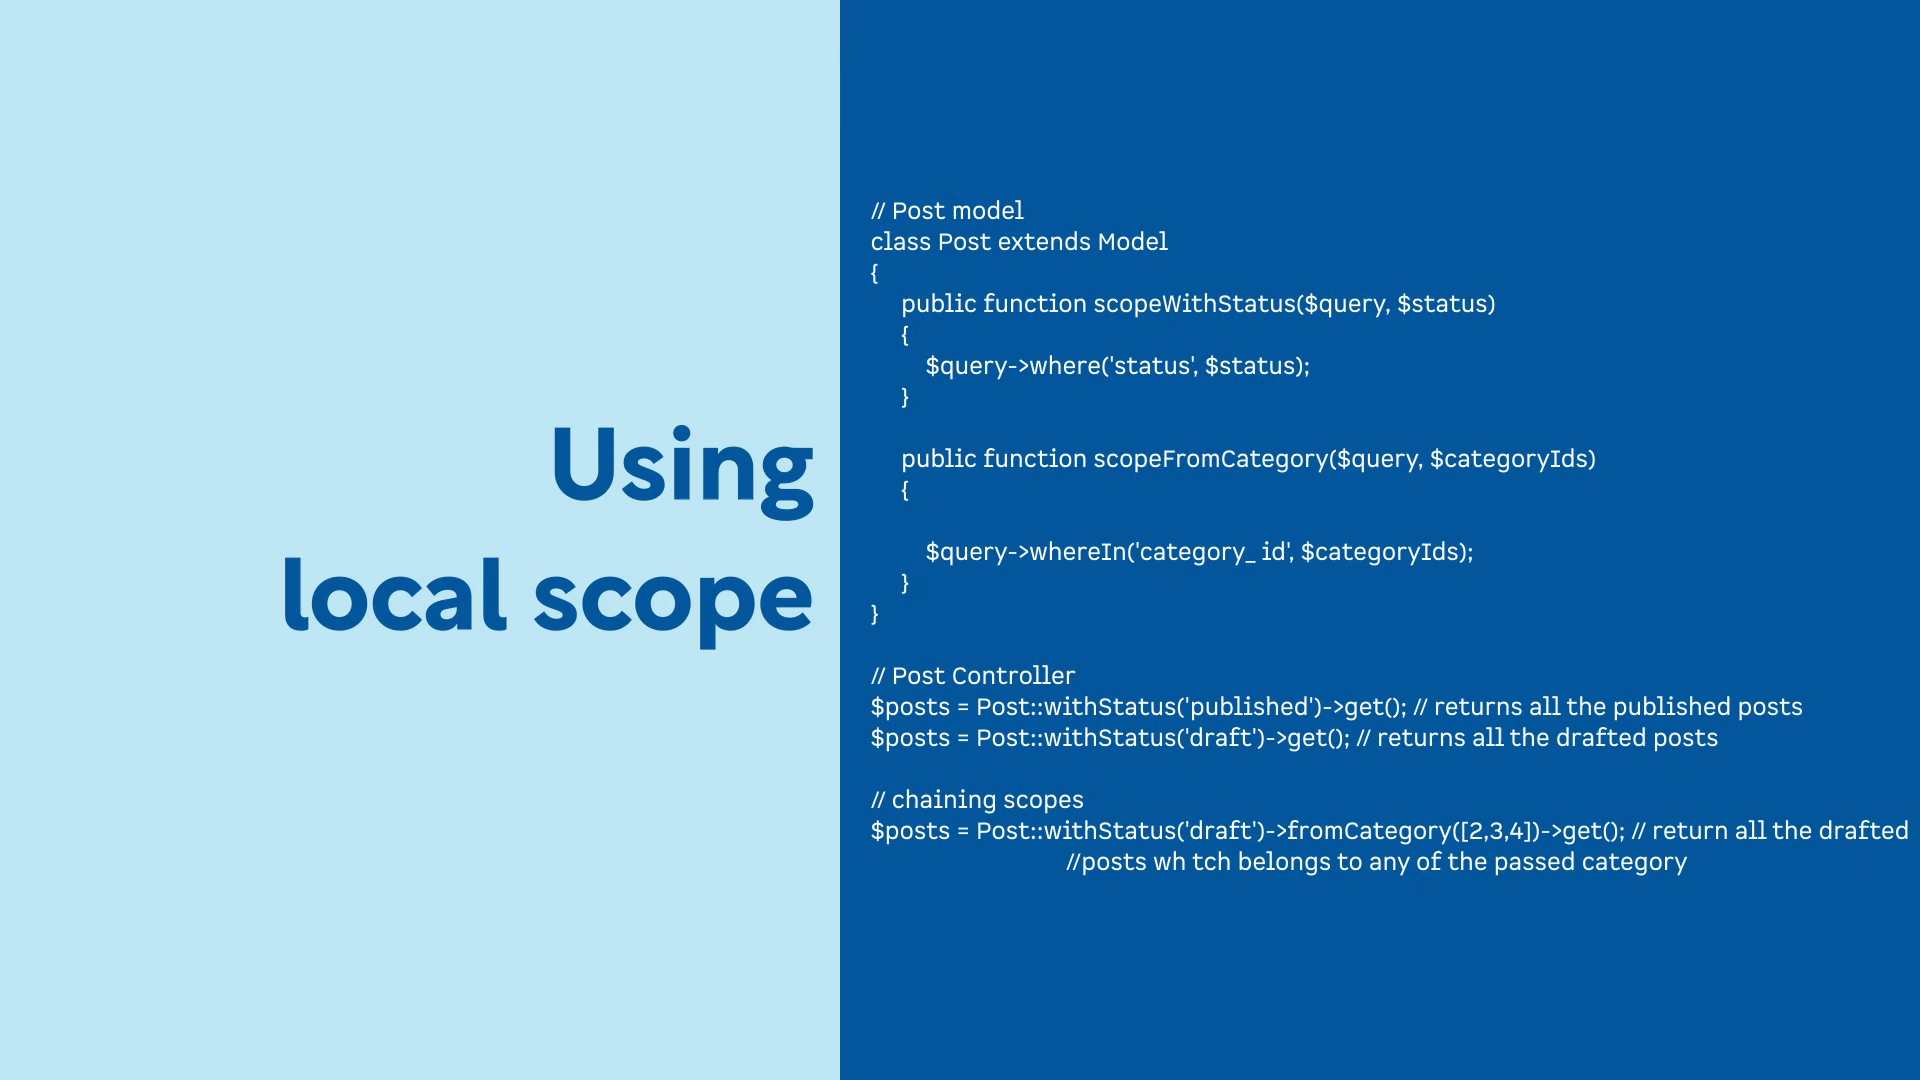 Using
local scope
// Post model
class Post extends Model
{
public function scopeWithStatus($query, $status)
{
$query->where('status', $status);
}
public function scopeFromCategory($query, $categoryIds)
{
$query->whereIn('category_ id', $categoryIds);
}
}
// Post Controller
$posts = Post::withStatus('published')->get(); // returns all the published posts
$posts = Post::withStatus('draft')->get(); // returns all the drafted posts
// chaining scopes
$posts = Post::withStatus('draft')->fromCategory([2,3,4])->get(); // return all the drafted
//posts wh tch belongs to any of the passed category